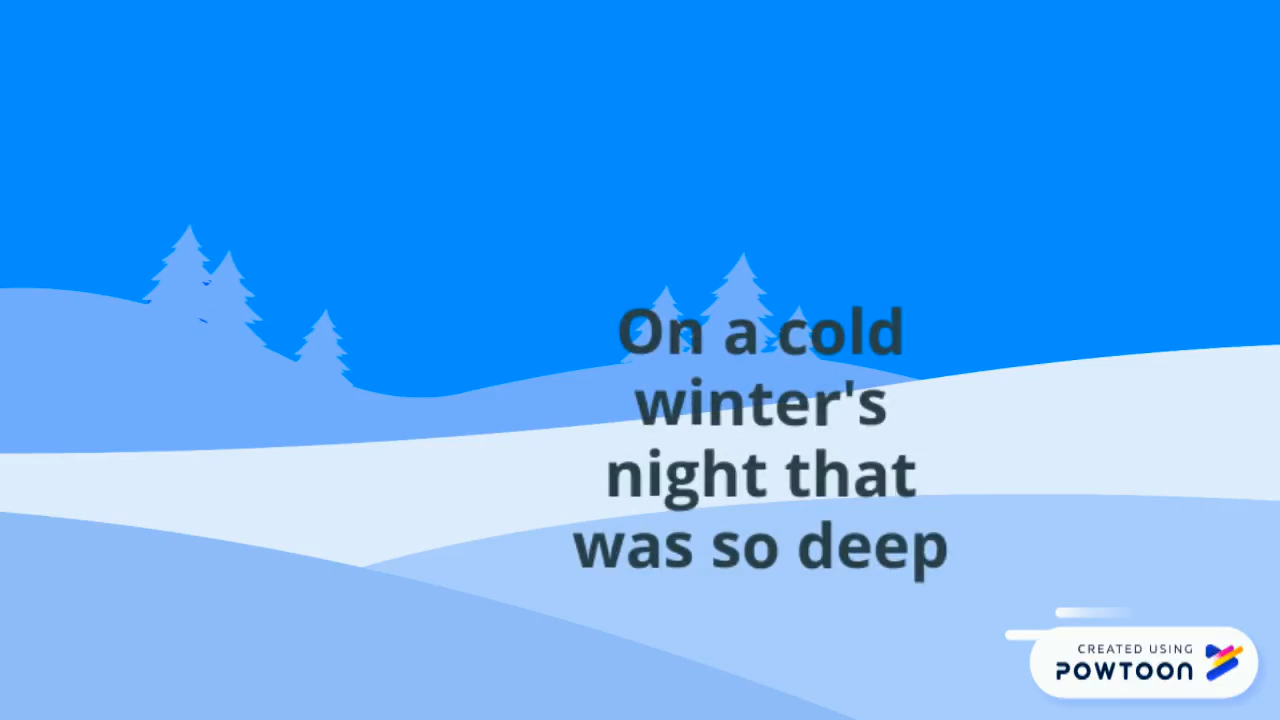 On a cold
winter's
night that
was so deep
CREATED USING
POWTOON